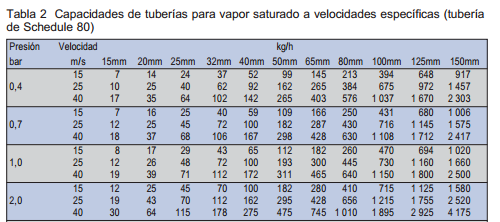 Tabla 2 Capacidades de tuberías para vapor saturado a velocidades específicas (tubería
de Schedule 80)
Presión Velocidad kg/h
bar m/s 15mm 20mm 25mm 32mm 40mm 50mm 65mm 80mm 100mm 125mm 150mm
15 7 14 24 37 52 99 145 213 394 648 917
0,4 25 10 25 40 62 92 162 265 384 675 972 1 457
40 17 35 64 102 142 265 403 576 1 037 1 670 2 303
15 7 16 25 40 59 109 166 250 431 680 1 006
0,7 25 12 25 45 72 100 182 287 430 716 1 145 1 575
40 18 37 68 106 167 298 428 630 1 108 1 712 2 417
15 8 17 29 43 65 112 182 260 470 694 1 020
1,0 25 12 26 48 72 100 193 300 445 730 1 160 1 660
40 19 39 71 112 172 311 465 640 1 150 1 800 2 500
15 12 25 45 70 100 182 280 410 715 1 125 1 580
2,0 25 19 43 70 112 162 295 428 656 1 215 1 755 2 520
40 30 64 115 178 275 475 745 1 010 1 895 2 925 4 175